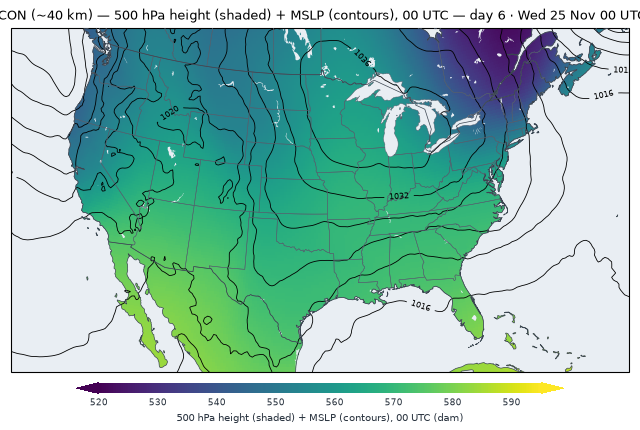 CON (~40 km) — 500 hPa height (shaded) + MSLP (contours), 00 UTC — day 6 · Wed 25 Nov 00 UTC
1036
101
1016
1020
1032
1016
520 530 540 550 560 570 580 590
500 hPa height (shaded) + MSLP (contours), 00 UTC (dam)